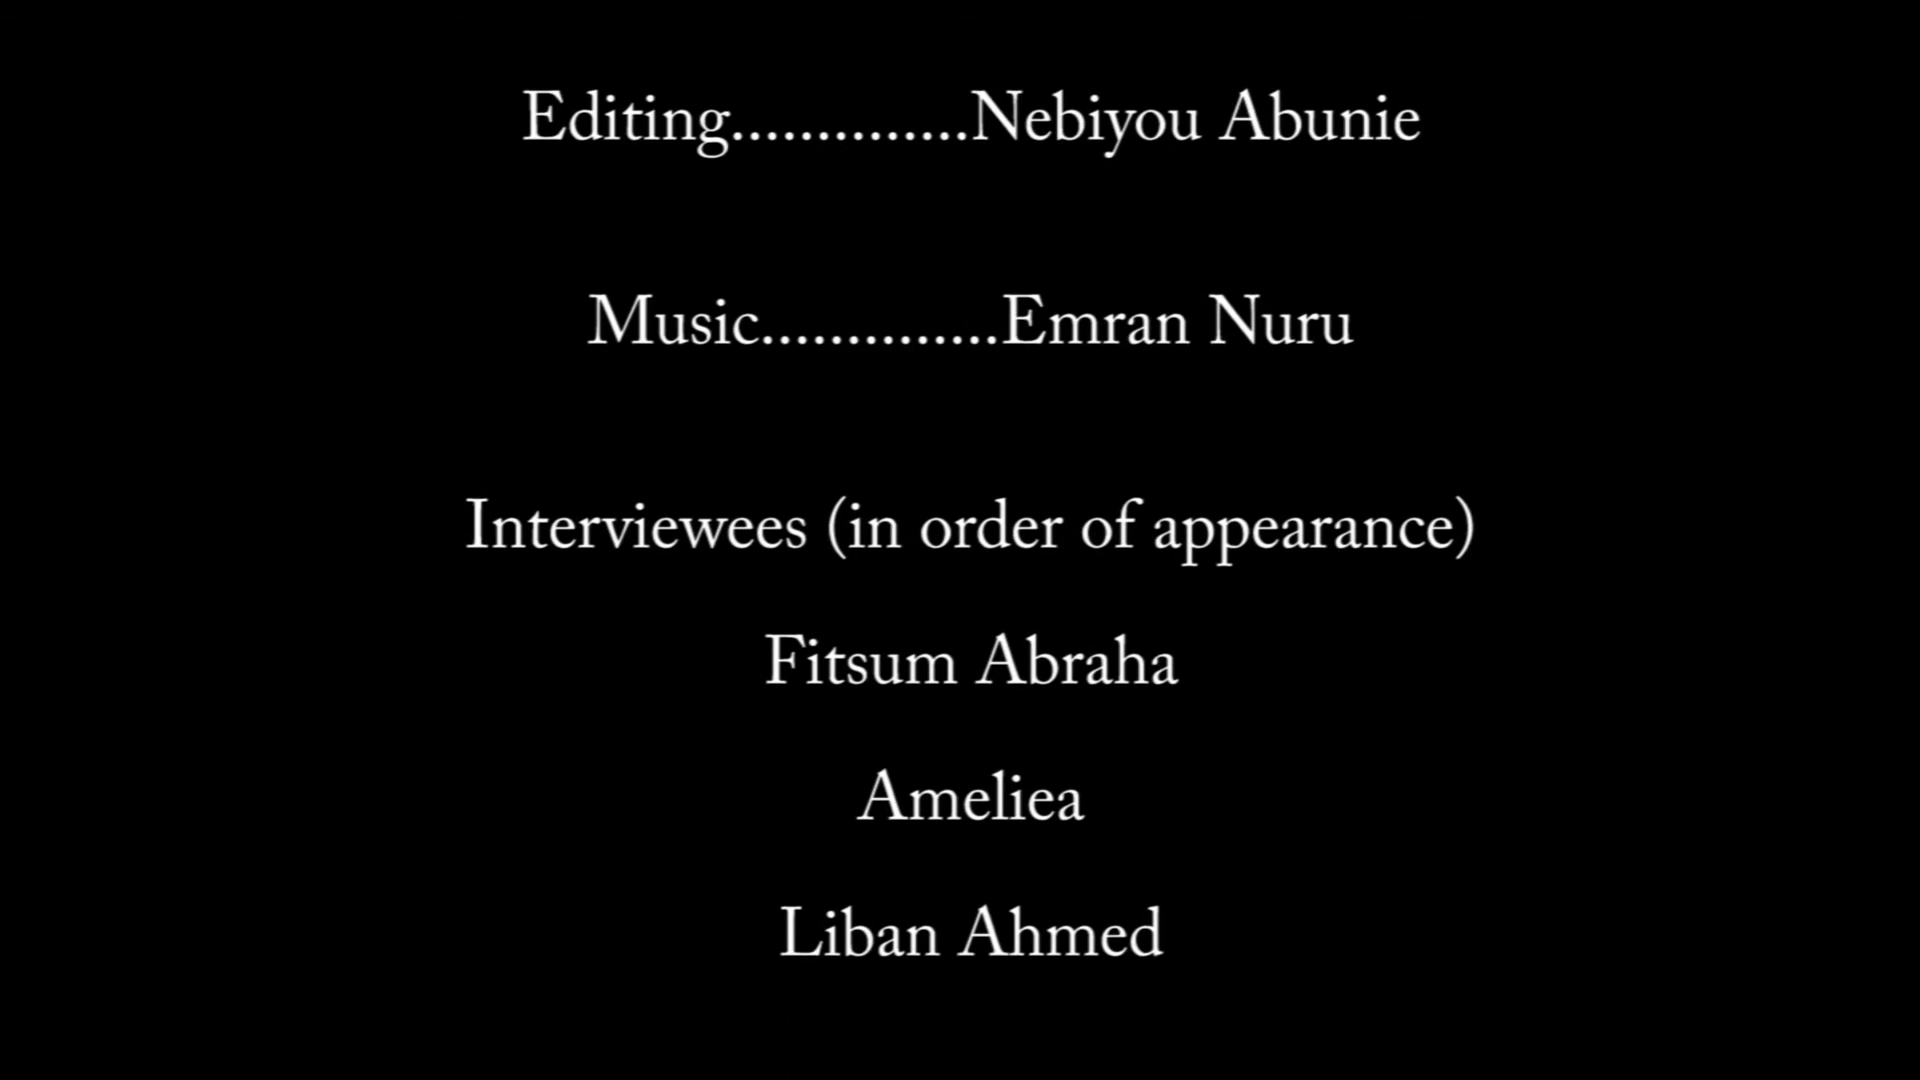 Editing..............Nebiyou Abunie
Music..............Emran Nuru
Interviewees (in order of appearance)
Fitsum Abraha
Ameliea
Liban Ahmed